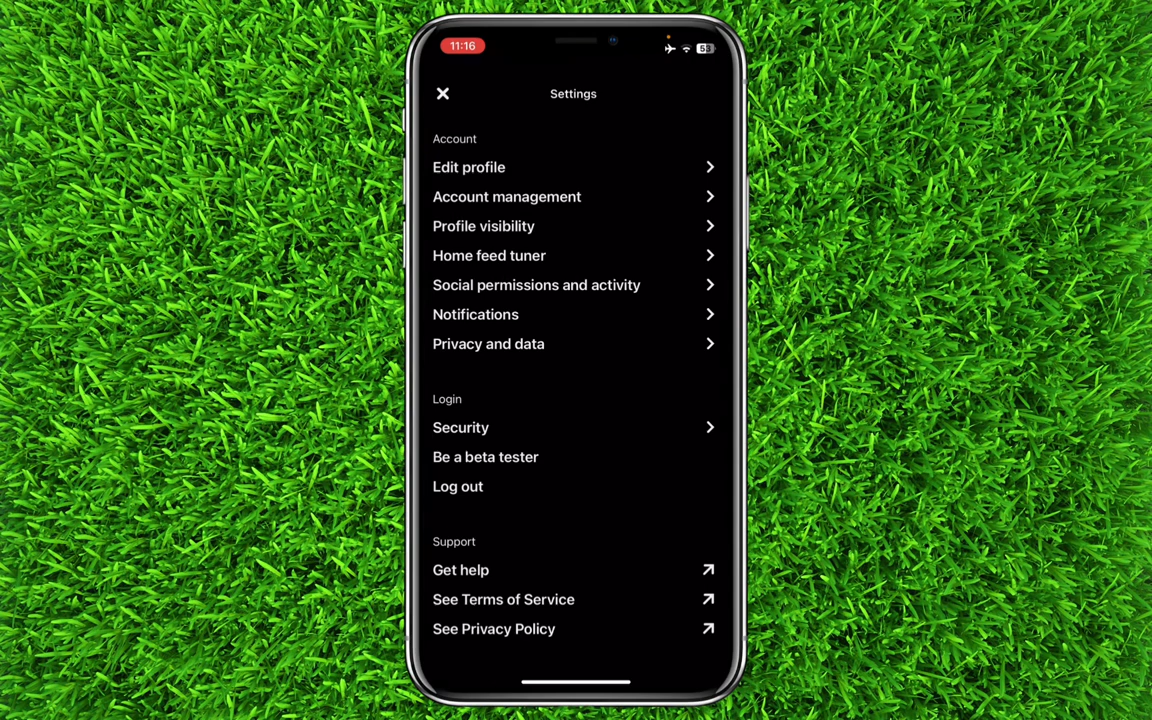 11:16
53
Settings
Account
Edit profile
Account management
Profile visibility
Home feed tuner
Social permissions and activity
Notifications
Privacy and data
Login
Security
Be a beta tester
Log out
Support
Get help
See Terms of Service
See Privacy Policy